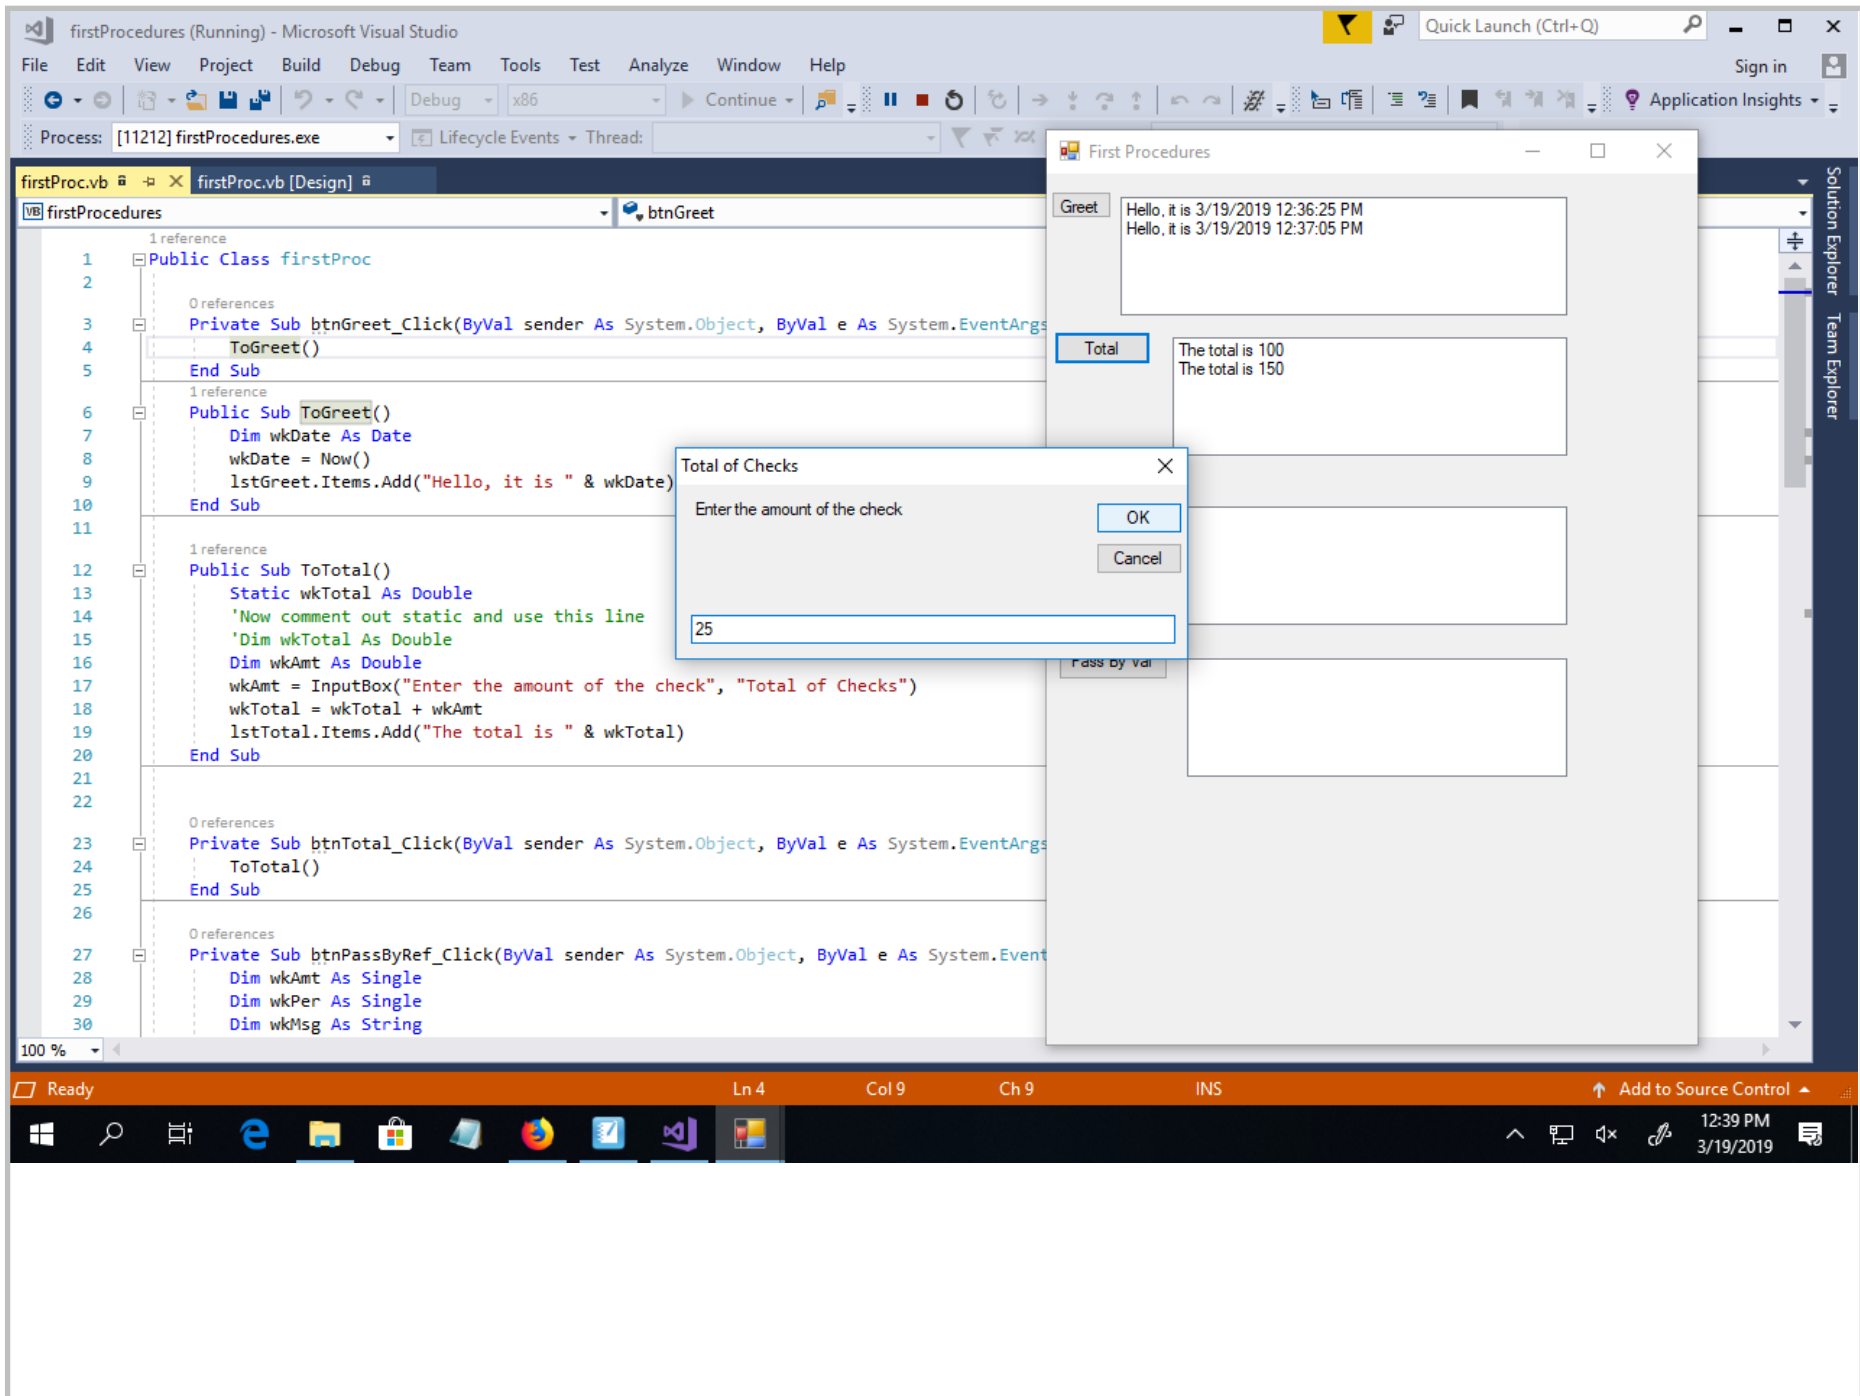 firstProcedures (Running) - Microsoft Visual Studio
Quick Launch (Ctrl+Q)
File Edit View Project Build Debug Team Tools Test Analyze Window Help
Sign in
Debug x86 Continue Application Insights
Process: [11212] firstProcedures.exe Lifecycle Events Thread:
firstProc.vb firstProc.vb [Design]
VB firstProcedures btnGreet
1 reference
1 Public Class firstProc
2
0 references
3 Private Sub btnGreet_Click(ByVal sender As System.Object, ByVal e As System.EventArgs
4 ToGreet()
5 End Sub
1 reference
6 Public Sub ToGreet()
7 Dim wkDate As Date
8 wkDate = Now()
9 lstGreet.Items.Add("Hello, it is " & wkDate)
10 End Sub
11
1 reference
12 Public Sub ToTotal()
13 Static wkTotal As Double
14 'Now comment out static and use this line
15 'Dim wkTotal As Double
16 Dim wkAmt As Double
17 wkAmt = InputBox("Enter the amount of the check", "Total of Checks")
18 wkTotal = wkTotal + wkAmt
19 lstTotal.Items.Add("The total is " & wkTotal)
20 End Sub
21
22
0 references
23 Private Sub btnTotal_Click(ByVal sender As System.Object, ByVal e As System.EventArgs
24 ToTotal()
25 End Sub
26
0 references
27 Private Sub btnPassByRef_Click(ByVal sender As System.Object, ByVal e As System.Event
28 Dim wkAmt As Single
29 Dim wkPer As Single
30 Dim wkMsg As String
100 %
First Procedures
Greet
Hello, it is 3/19/2019 12:36:25 PM
Hello, it is 3/19/2019 12:37:05 PM
Total
The total is 100
The total is 150
Total of Checks
Enter the amount of the check
OK
Cancel
25
Pass By Val
Solution Explorer
Team Explorer
Ready Ln 4 Col 9 Ch 9 INS Add to Source Control
12:39 PM
3/19/2019